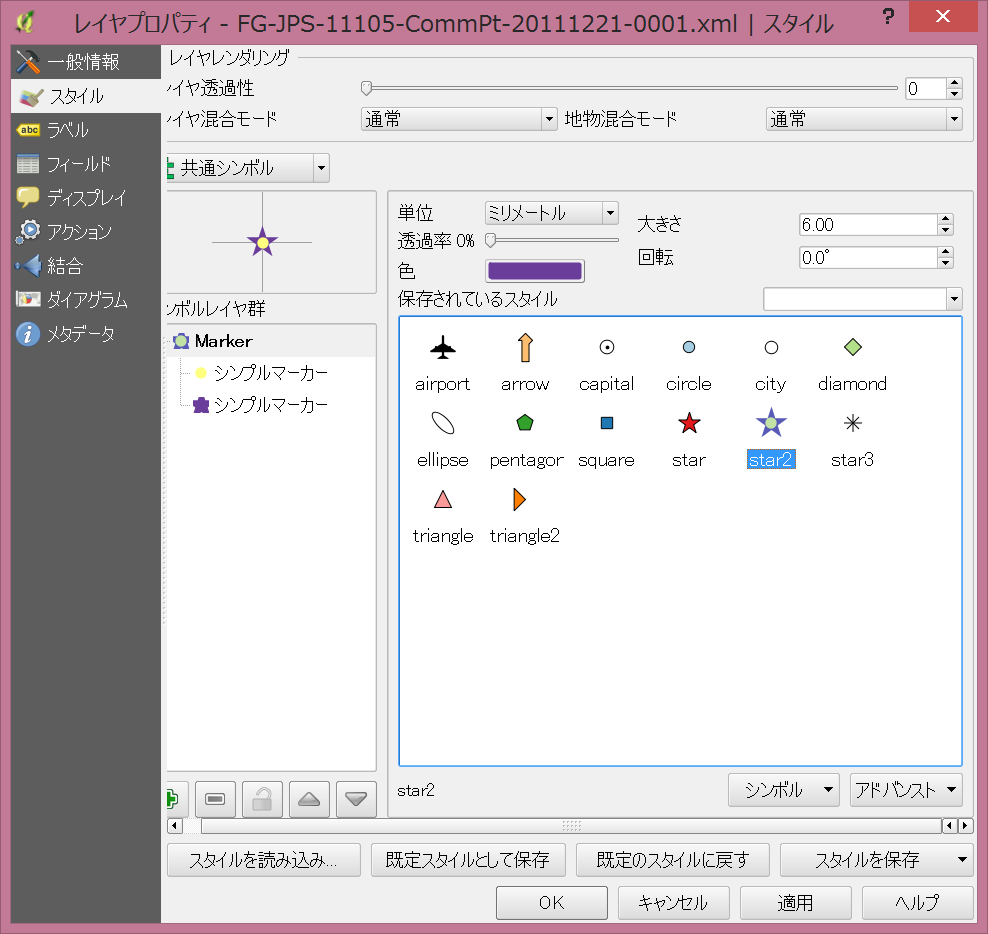 レイヤプロパティ - FG-JPS-11105-CommPt-20111221-0001.xml | スタイル
?
一般情報
スタイル
abc ラベル
フィールド
ディスプレイ
アクション
結合
ダイアグラム
メタデータ
レイヤレンダリング
イヤ透過性
0
イヤ混合モード 通常 地物混合モード 通常
共通シンボル
単位 ミリメートル
透過率 0%
色
大きさ 6.00
回転 0.0°
保存されているスタイル
ンボルレイヤ群
Marker
シンプルマーカー
シンプルマーカー
airport arrow capital circle city diamond
ellipse pentagor square star star2 star3
triangle triangle2
star2 シンボル アドバンスト
スタイルを読み込み... 既定スタイルとして保存 既定のスタイルに戻す スタイルを保存
OK キャンセル 適用 ヘルプ